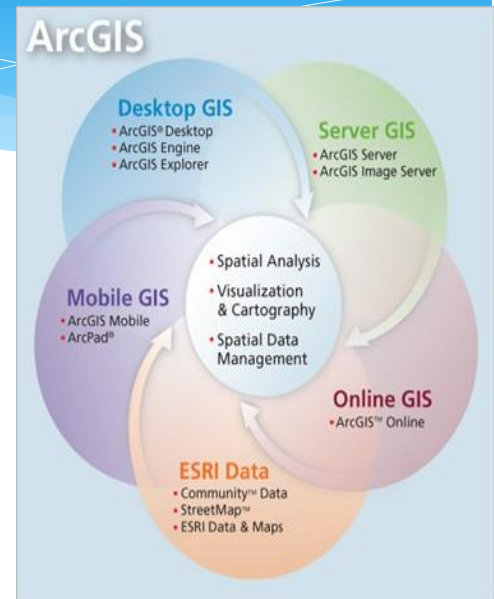 ArcGIS
Desktop GIS
• ArcGIS® Desktop
• ArcGIS Engine
• ArcGIS Explorer
Server GIS
• ArcGIS Server
• ArcGIS Image Server
• Spatial Analysis
• Visualization
& Cartography
• Spatial Data
Management
Mobile GIS
• ArcGIS Mobile
• ArcPad®
Online GIS
• ArcGIS™ Online
ESRI Data
• Community™ Data
• StreetMap™
• ESRI Data & Maps